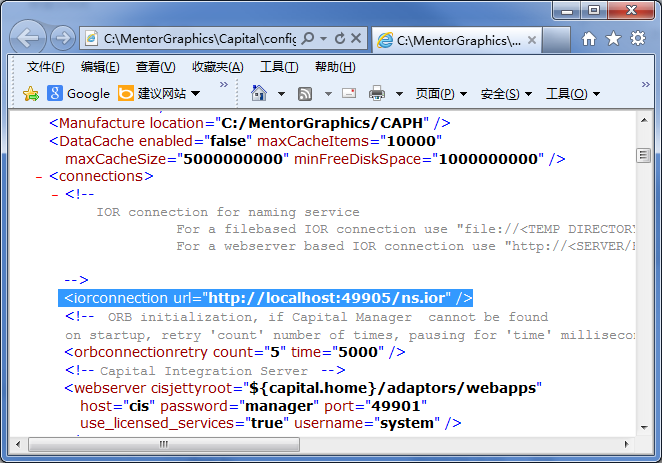 C:\MentorGraphics\Capital\config
C:\MentorGraphics\...
文件(F) 编辑(E) 查看(V) 收藏夹(A) 工具(T) 帮助(H)
Google 建议网站 页面(P) 安全(S) 工具(O)
<Manufacture location="C:/MentorGraphics/CAPH" />
<DataCache enabled="false" maxCacheItems="10000"
maxCacheSize="5000000000" minFreeDiskSpace="1000000000" />
– <connections>
– <!--
IOR connection for naming service
For a filebased IOR connection use "file://<TEMP DIRECTORY
For a webserver based IOR connection use "http://<SERVER/
-->
<iorconnection url="http://localhost:49905/ns.ior" />
<!-- ORB initialization, if Capital Manager cannot be found
on startup, retry 'count' number of times, pausing for 'time' millisec
<orbconnectionretry count="5" time="5000" />
<!-- Capital Integration Server -->
<webserver cisjettyroot="${capital.home}/adaptors/webapps"
host="cis" password="manager" port="49901"
use_licensed_services="true" username="system" />